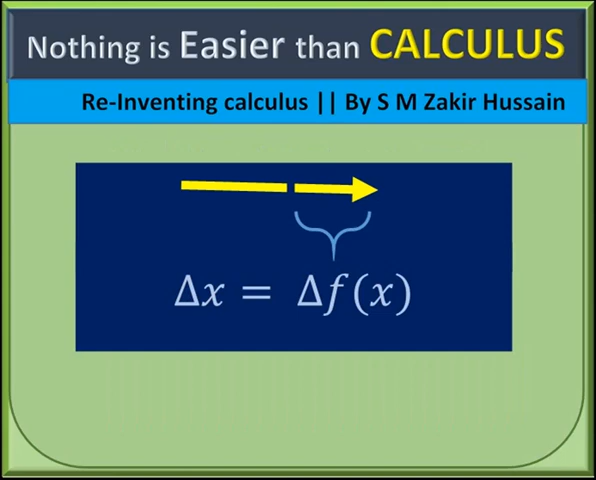 Nothing is Easier than CALCULUS
Re-Inventing calculus || By S M Zakir Hussain
Δx = Δf(x)